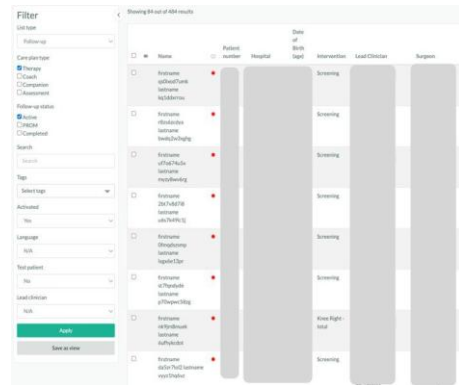 Filter
Showing 84 out of 484 results
List type
Follow-up
Care plan type
Therapy
Coach
Companion
Assessment
Follow-up status
Active
PROM
Completed
Search
Search
Tags
Select tags
Activated
Yes
Language
N/A
Test patient
No
Lead clinician
N/A
Apply
Save as view
Name
Patient
number
Hospital
Date
of
Birth
(age)
Intervention
Lead Clinician
Surgeon
firstname
lastname
Screening
firstname
lastname
Screening
firstname
lastname
Screening
firstname
lastname
Screening
firstname
lastname
Screening
firstname
lastname
Screening
firstname
lastname
Knee Right -
total
firstname
lastname
Screening